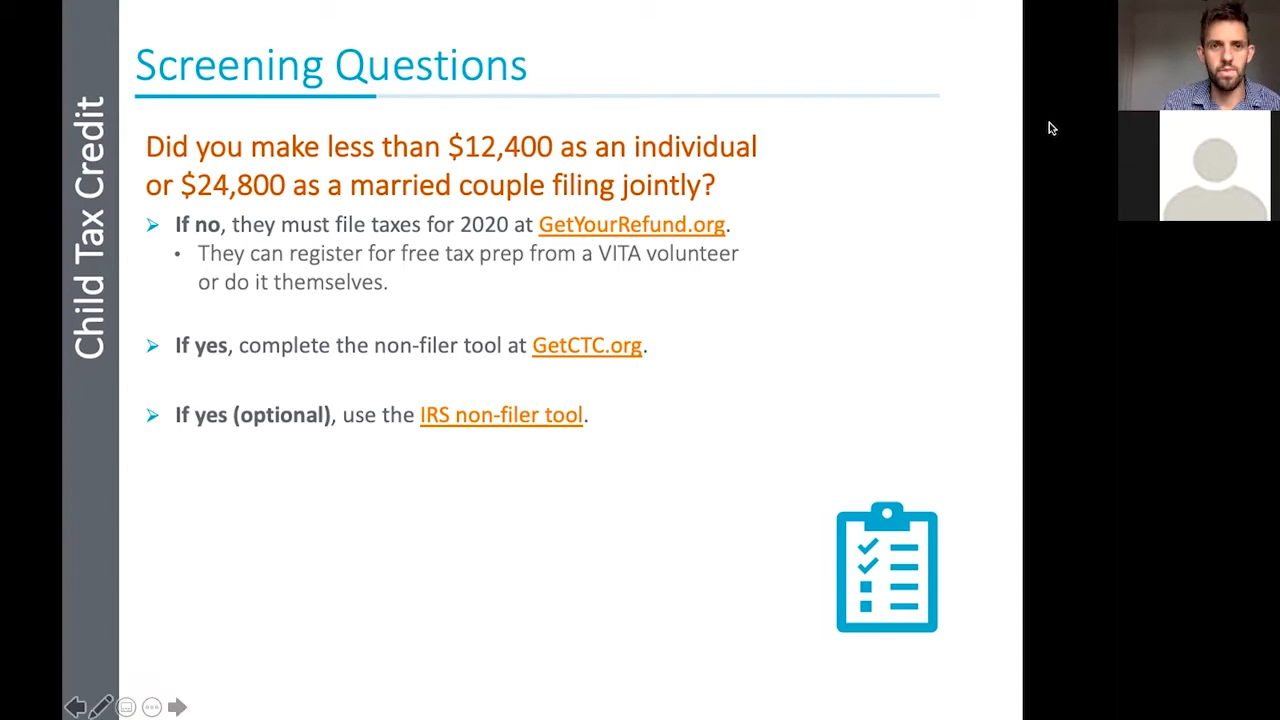 Child Tax Credit
Screening Questions
Did you make less than $12,400 as an individual
or $24,800 as a married couple filing jointly?
If no, they must file taxes for 2020 at GetYourRefund.org.
• They can register for free tax prep from a VITA volunteer
or do it themselves.
If yes, complete the non-filer tool at GetCTC.org.
If yes (optional), use the IRS non-filer tool.